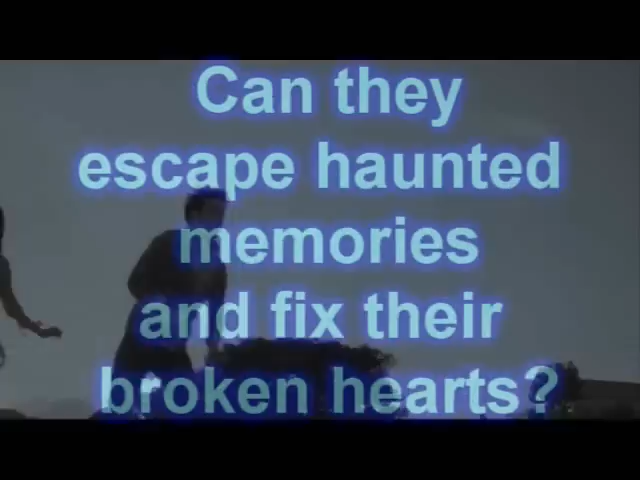 Can they
escape haunted
memories
and fix their
broken hearts?